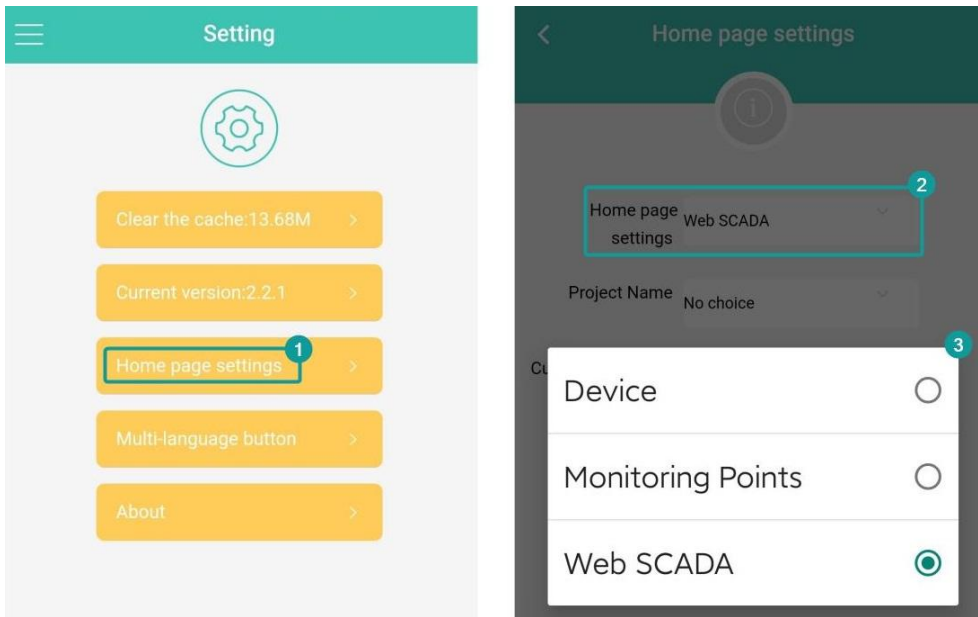 Setting
Clear the cache:13.68M
Current version:2.2.1
1
Home page settings
Multi-language button
About
Home page settings
2
Home page
settings
Web SCADA
Project Name
No choice
3
Device
Monitoring Points
Web SCADA